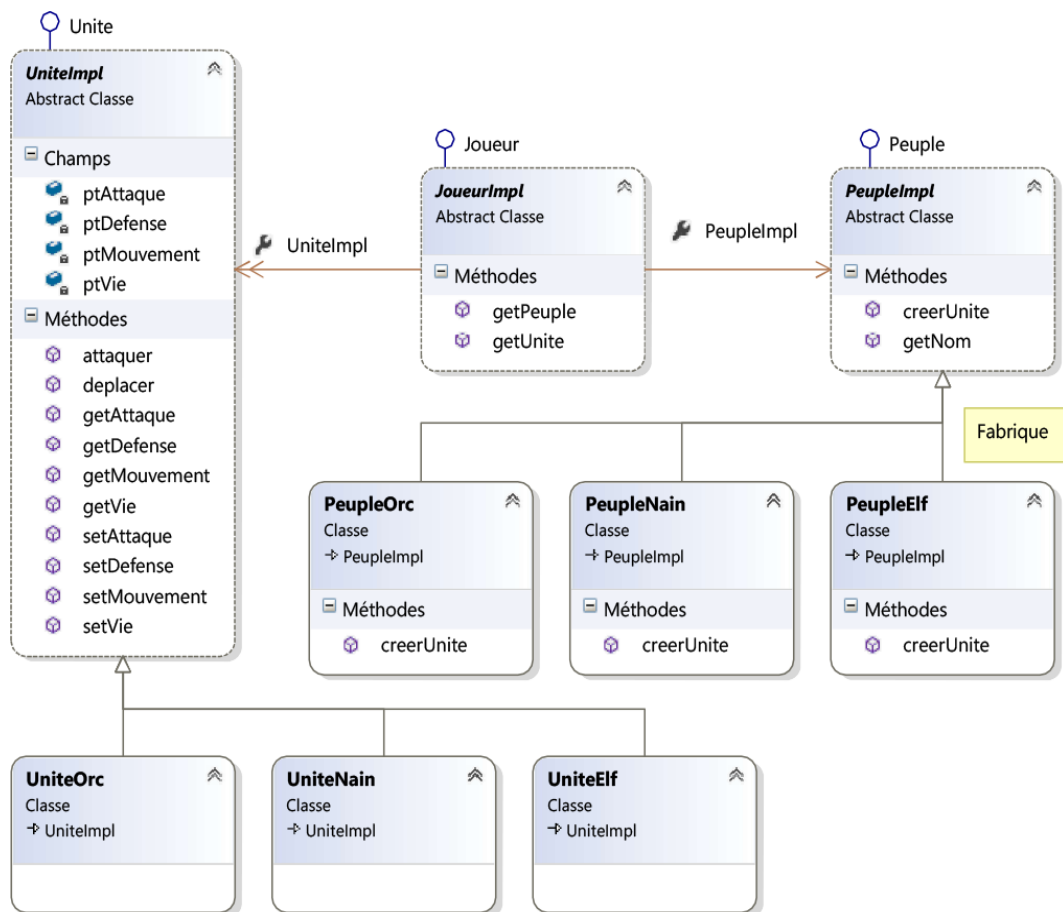 Unite
UniteImpl
Abstract Classe
Champs
ptAttaque
ptDefense
ptMouvement
ptVie
Méthodes
attaquer
deplacer
getAttaque
getDefense
getMouvement
getVie
setAttaque
setDefense
setMouvement
setVie
UniteImpl
Joueur
JoueurImpl
Abstract Classe
Méthodes
getPeuple
getUnite
PeupleImpl
Peuple
PeupleImpl
Abstract Classe
Méthodes
creerUnite
getNom
Fabrique
PeupleOrc
Classe
PeupleImpl
Méthodes
creerUnite
PeupleNain
Classe
PeupleImpl
Méthodes
creerUnite
PeupleElf
Classe
PeupleImpl
Méthodes
creerUnite
UniteOrc
Classe
UniteImpl
UniteNain
Classe
UniteImpl
UniteElf
Classe
UniteImpl